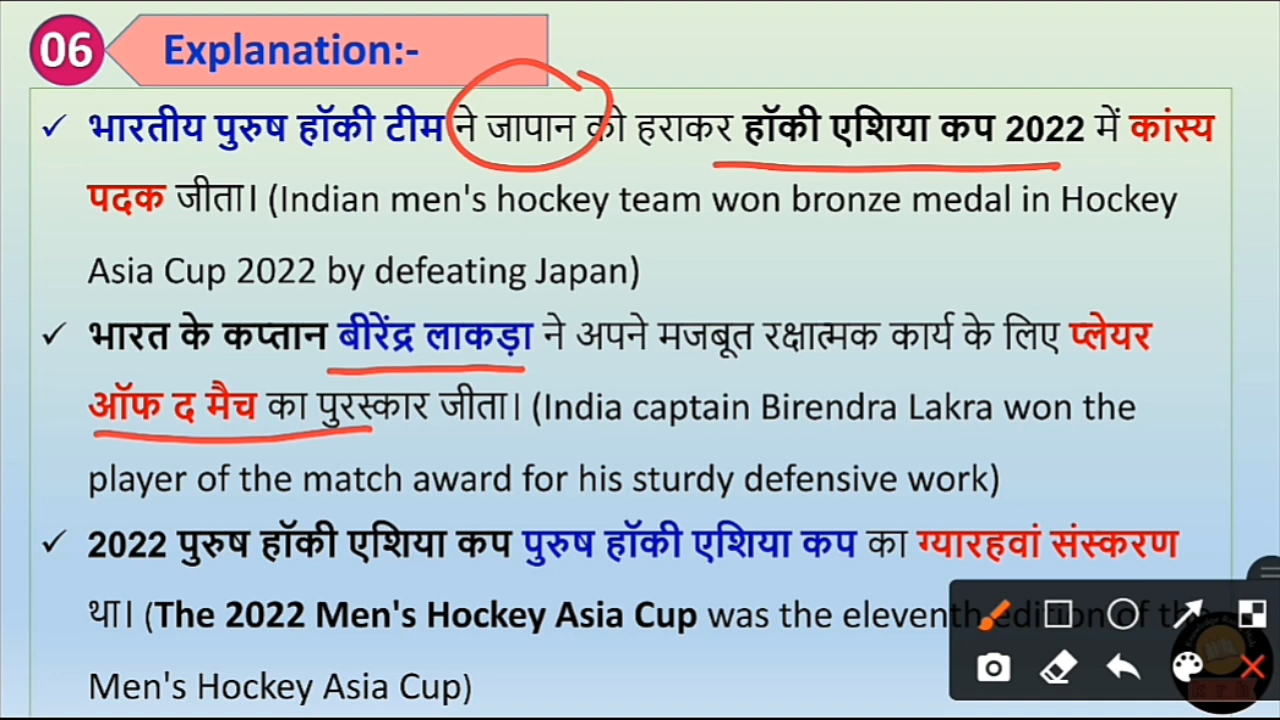 06 Explanation:-
✓ भारतीय पुरुष हॉकी टीम ने जापान को हराकर हॉकी एशिया कप 2022 में कांस्य
पदक जीता। (Indian men's hockey team won bronze medal in Hockey
Asia Cup 2022 by defeating Japan)
✓ भारत के कप्तान बीरेंद्र लाकड़ा ने अपने मजबूत रक्षात्मक कार्य के लिए प्लेयर
ऑफ द मैच का पुरस्कार जीता। (India captain Birendra Lakra won the
player of the match award for his sturdy defensive work)
✓ 2022 पुरुष हॉकी एशिया कप पुरुष हॉकी एशिया कप का ग्यारहवां संस्करण
था। (The 2022 Men's Hockey Asia Cup was the eleventh edition of the
Men's Hockey Asia Cup)